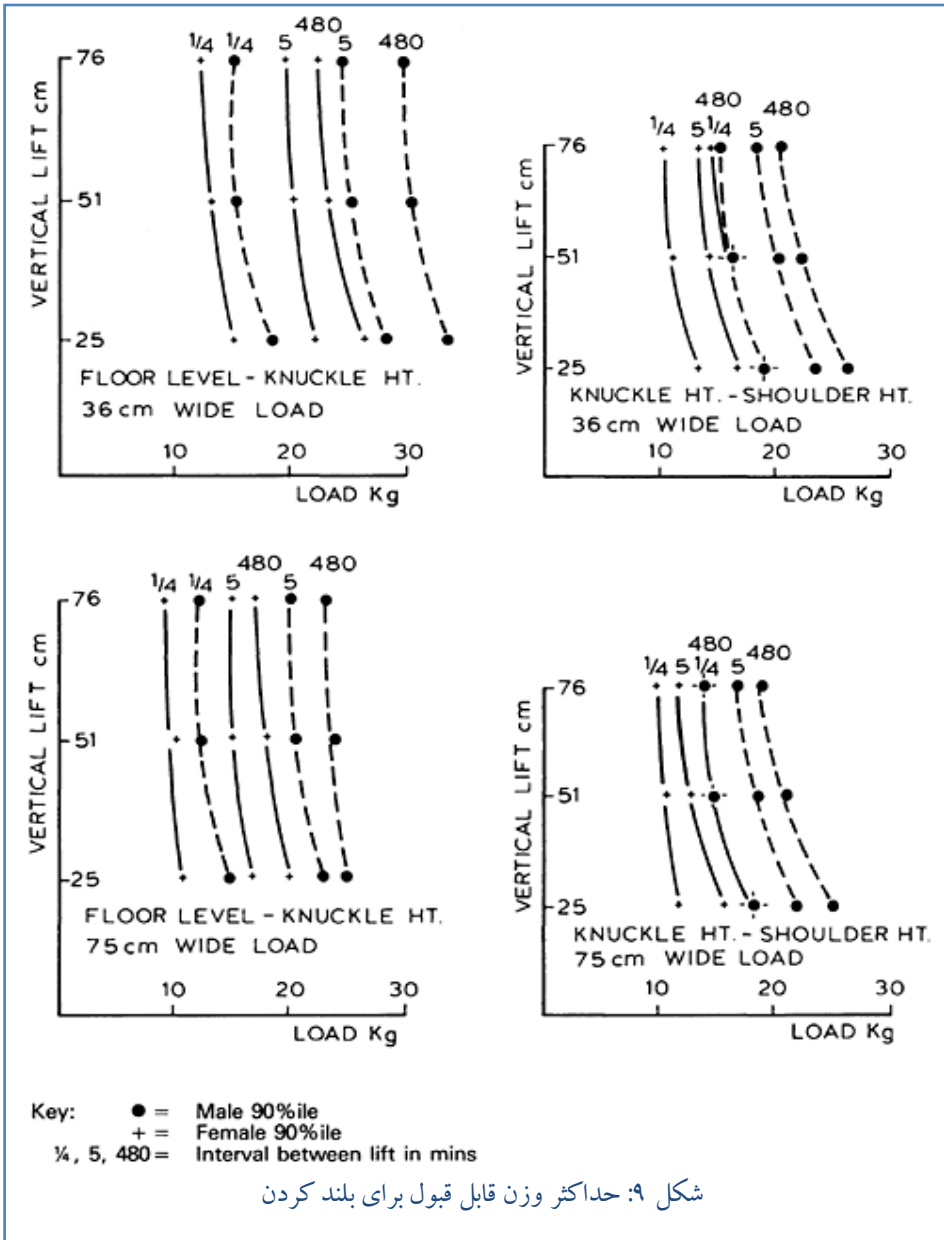 1/4 1/4 5 480 5 480
76
51
25
VERTICAL LIFT cm
FLOOR LEVEL - KNUCKLE HT.
36 cm WIDE LOAD
10 20 30
LOAD Kg
480
1/4 5 1/4 5 480
76
51
25
VERTICAL LIFT cm
KNUCKLE HT. - SHOULDER HT.
36 cm WIDE LOAD
10 20 30
LOAD Kg
480 480
1/4 1/4 5 5
76
51
25
VERTICAL LIFT cm
FLOOR LEVEL - KNUCKLE HT.
75 cm WIDE LOAD
10 20 30
LOAD Kg
480 480
1/4 5 1/4 5
76
51
25
VERTICAL LIFT cm
KNUCKLE HT. - SHOULDER HT.
75 cm WIDE LOAD
10 20 30
LOAD Kg
Key: ● = Male 90%ile
+ = Female 90%ile
¼, 5, 480 = Interval between lift in mins
شکل ۹: حداکثر وزن قابل قبول برای بلند کردن